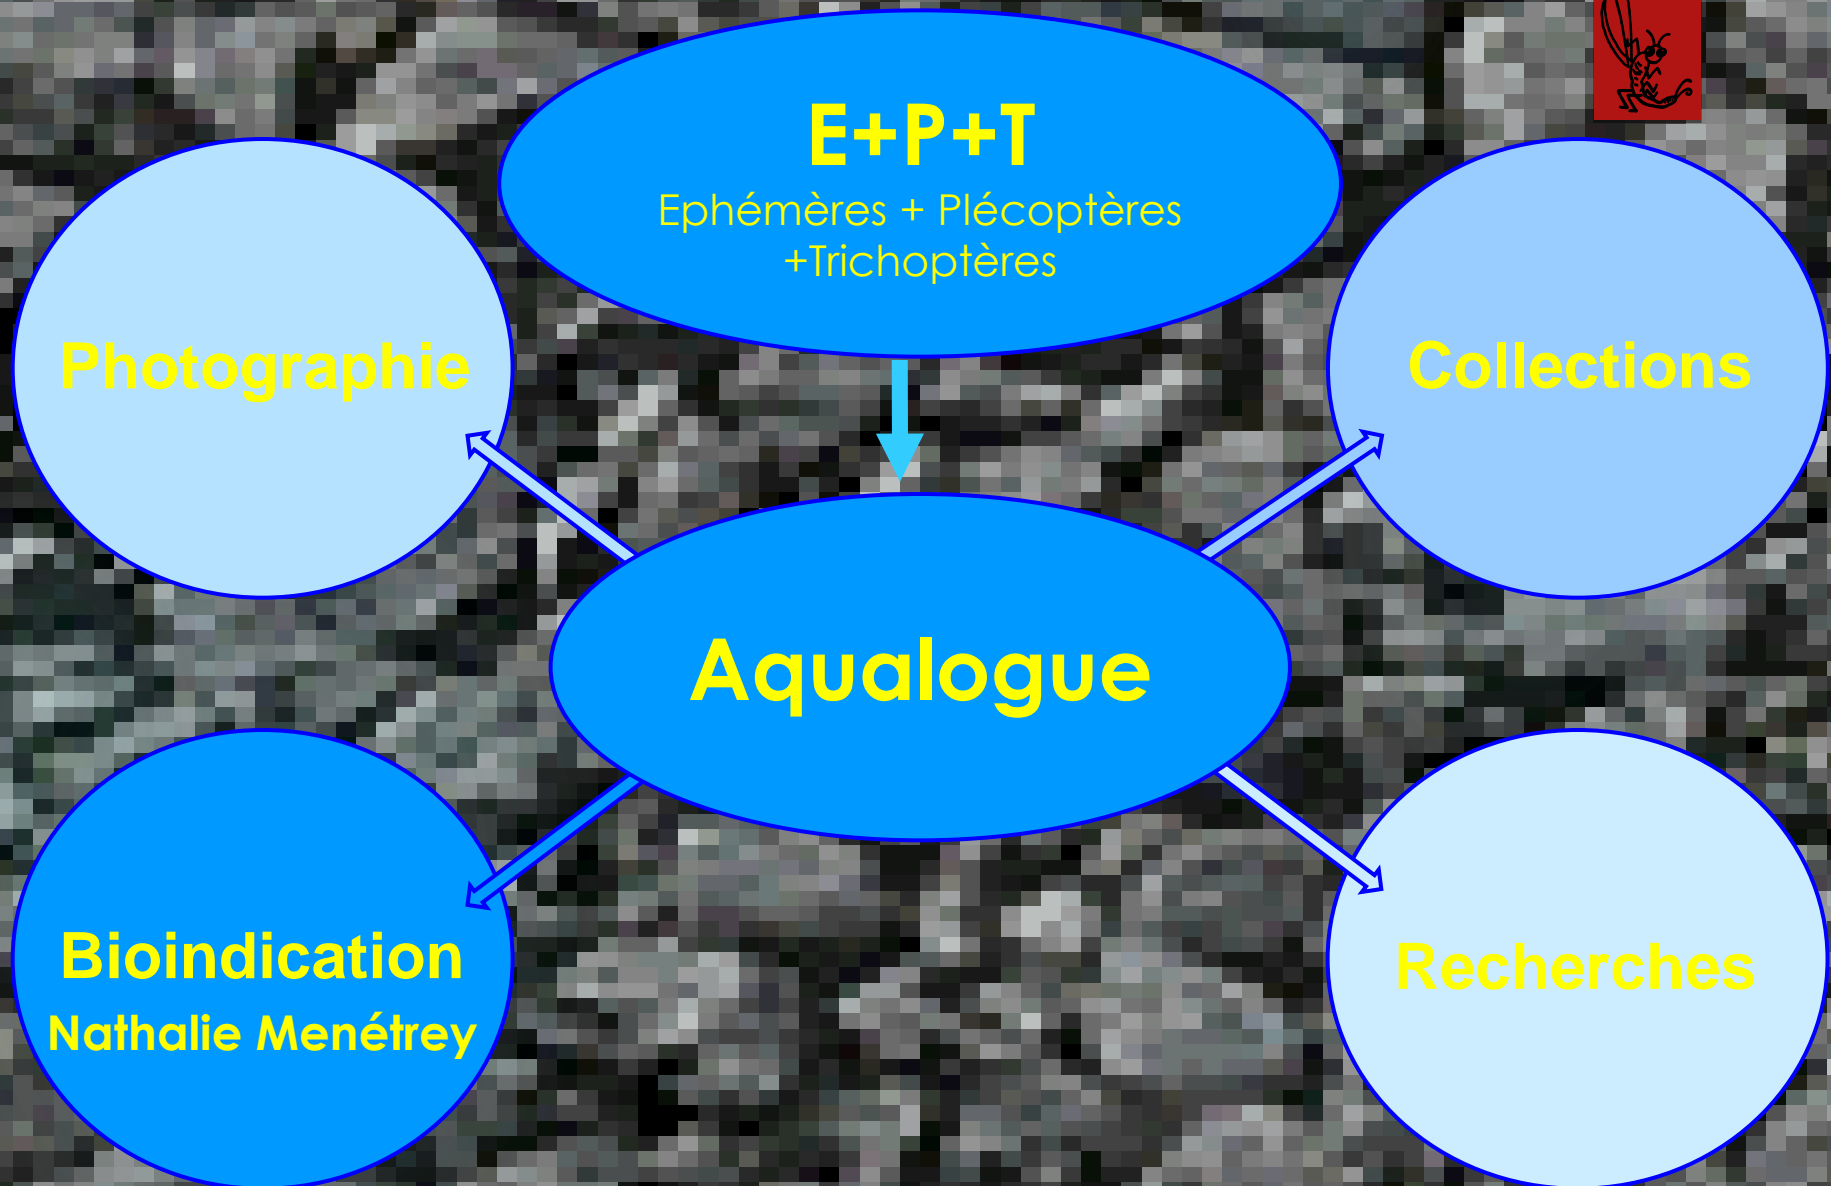 E+P+T
Ephémères + Plécoptères
+Trichoptères
Photographie
Collections
Aqualogue
Bioindication
Nathalie Menétrey
Recherches